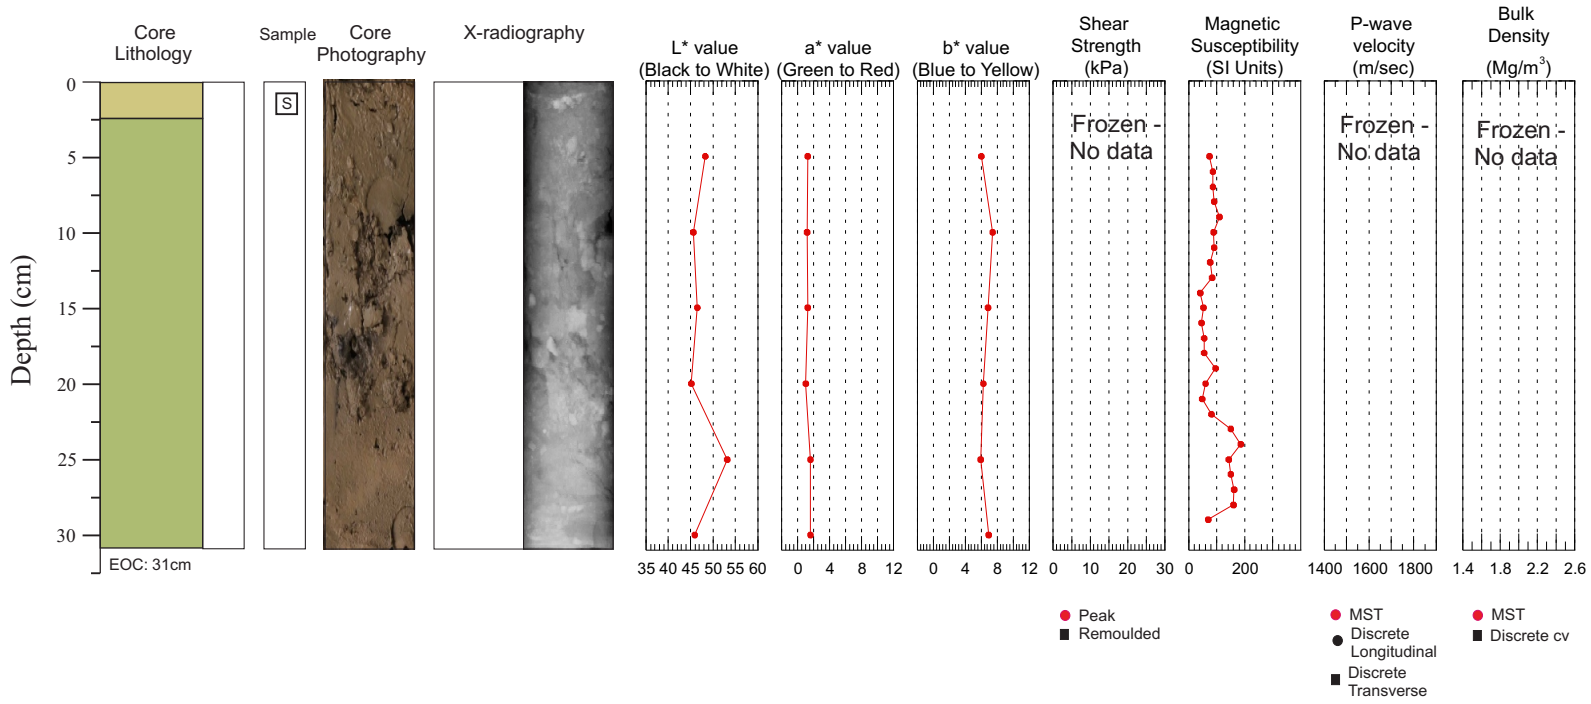 Core
Lithology
Sample
Core
Photography
X-radiography
L* value
(Black to White)
a* value
(Green to Red)
b* value
(Blue to Yellow)
Shear
Strength
(kPa)
Magnetic
Susceptibility
(SI Units)
P-wave
velocity
(m/sec)
Bulk
Density
(Mg/m³)
Depth (cm)
0
5
10
15
20
25
30
S
Frozen -
No data
Frozen -
No data
Frozen -
No data
EOC: 31cm
35 40 45 50 55 60
0 4 8 12
0 4 8 12
0 10 20 30
0 200
1400 1600 1800
1.4 1.8 2.2 2.6
Peak
Remoulded
MST
Discrete
Longitudinal
Discrete
Transverse
MST
Discrete cv